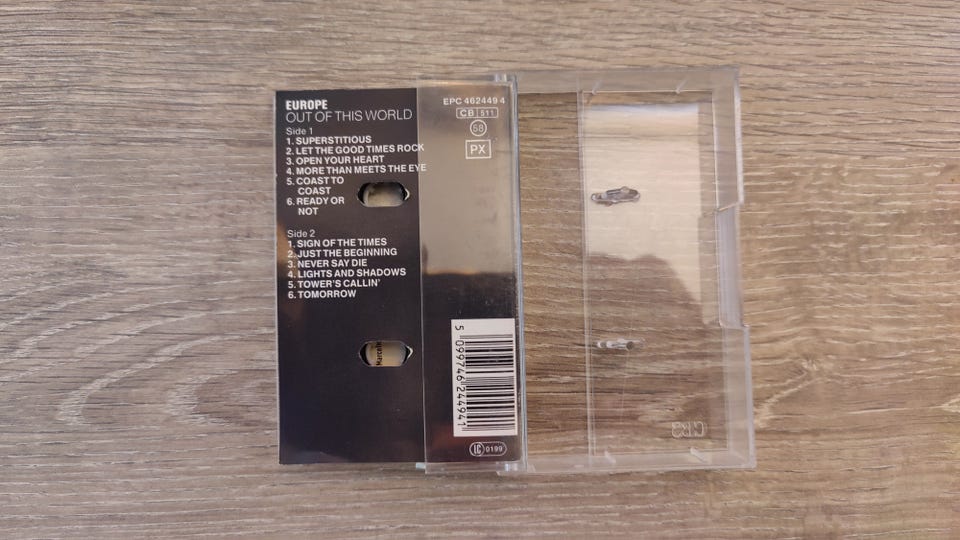 EUROPE
OUT OF THIS WORLD
Side 1
1. SUPERSTITIOUS
2. LET THE GOOD TIMES ROCK
3. OPEN YOUR HEART
4. MORE THAN MEETS THE EYE
5. COAST TO
COAST
6. READY OR
NOT
Side 2
1. SIGN OF THE TIMES
2. JUST THE BEGINNING
3. NEVER SAY DIE
4. LIGHTS AND SHADOWS
5. TOWER'S CALLIN'
6. TOMORROW
EPC 462449 4
CB 511
PX
5 099746 244941
LC 0199